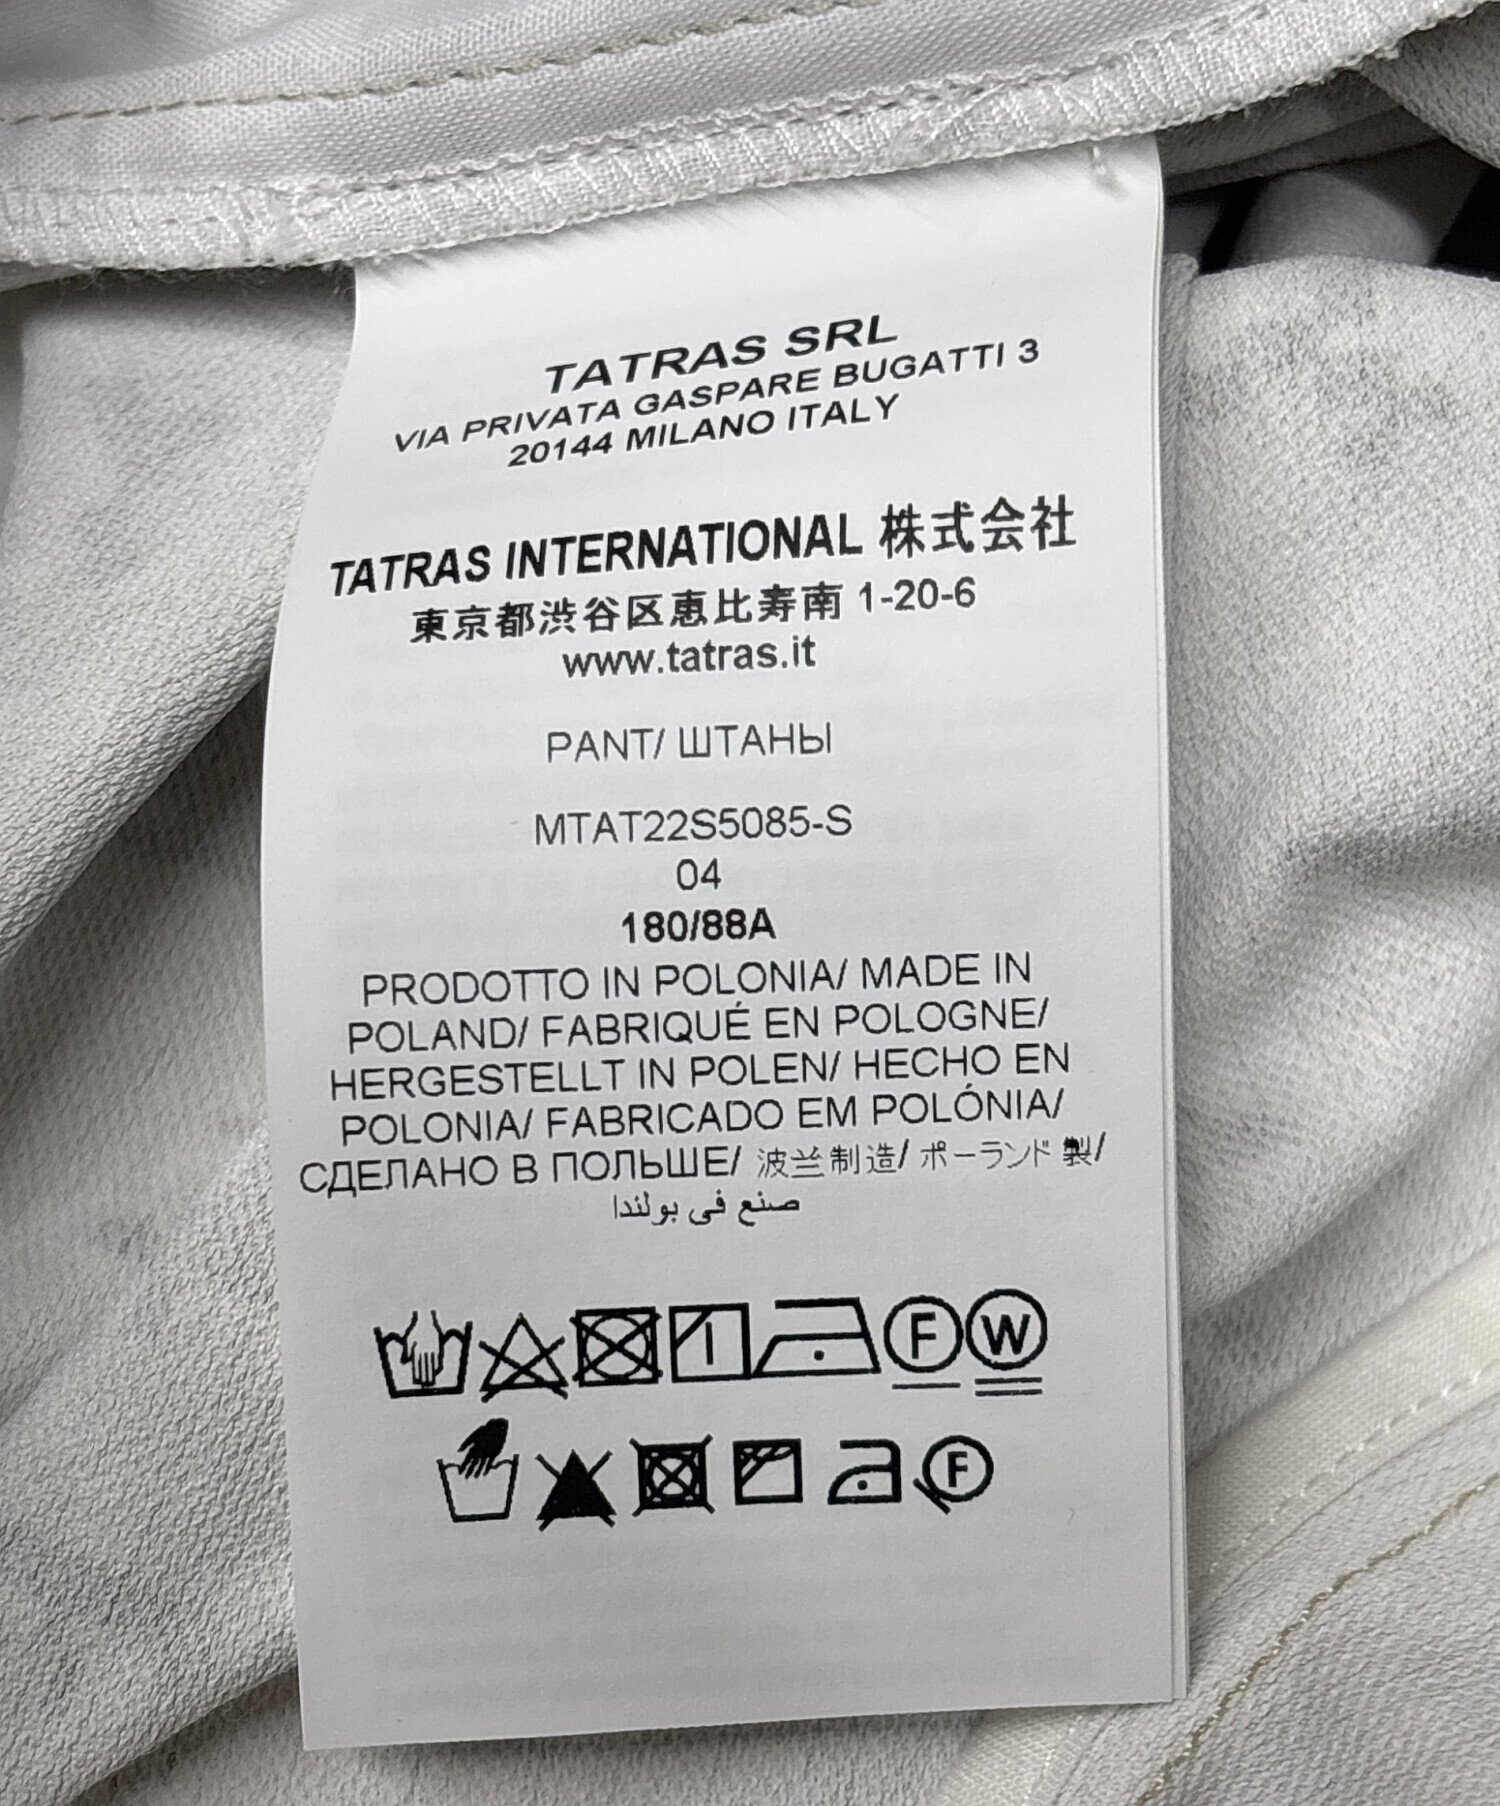 TATRAS SRL
VIA PRIVATA GASPARE BUGATTI 3
20144 MILANO ITALY
TATRAS INTERNATIONAL 株式会社
東京都渋谷区恵比寿南 1-20-6
www.tatras.it
PANT/ ШТАНЫ
MTAT22S5085-S
04
180/88A
PRODOTTO IN POLONIA/ MADE IN
POLAND/ FABRIQUÉ EN POLOGNE/
HERGESTELLT IN POLEN/ HECHO EN
POLONIA/ FABRICADO EM POLÓNIA/
СДЕЛАНО В ПОЛЬШЕ/ 波兰制造/ ポーランド 製/
صنع في بولندا
F W
F